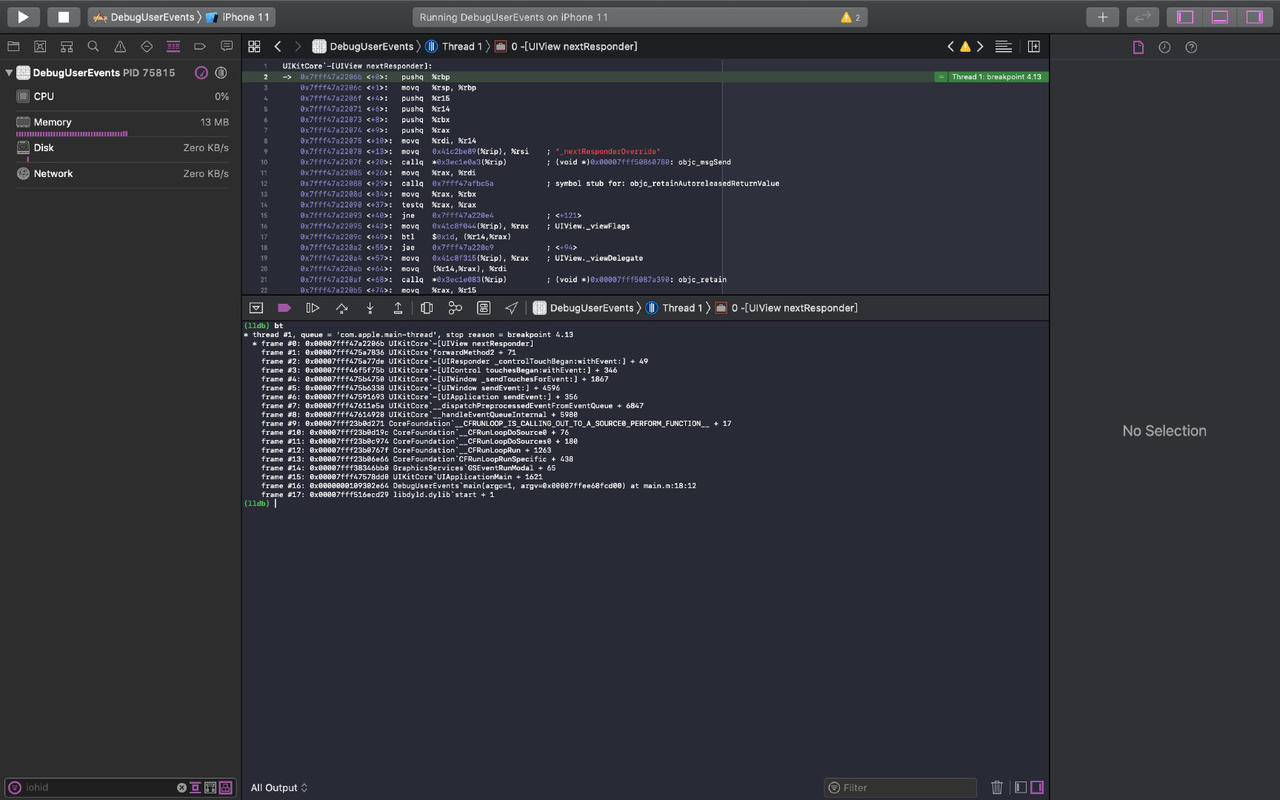 DebugUserEvents 〉 iPhone 11
Running DebugUserEvents on iPhone 11
2
DebugUserEvents 〉 Thread 1 〉 0 -[UIView nextResponder]
DebugUserEvents PID 75815
CPU 0%
Memory 13 MB
Disk Zero KB/s
Network Zero KB/s
1 UIKitCore`-[UIView nextResponder]:
2 -> 0x7fff47a2206b <+0>: pushq %rbp
= Thread 1: breakpoint 4.13
3 0x7fff47a2206c <+1>: movq %rsp, %rbp
4 0x7fff47a2206f <+4>: pushq %r15
5 0x7fff47a22071 <+6>: pushq %r14
6 0x7fff47a22073 <+8>: pushq %rbx
7 0x7fff47a22074 <+9>: pushq %rax
8 0x7fff47a22075 <+10>: movq %rdi, %r14
9 0x7fff47a22078 <+13>: movq 0x41c2be89(%rip), %rsi ; "_nextResponderOverride"
10 0x7fff47a2207f <+20>: callq *0x3ec1e0a3(%rip) ; (void *)0x00007fff50860780: objc_msgSend
11 0x7fff47a22085 <+26>: movq %rax, %rdi
12 0x7fff47a22088 <+29>: callq 0x7fff47afbc5a ; symbol stub for: objc_retainAutoreleasedReturnValue
13 0x7fff47a2208d <+34>: movq %rax, %rbx
14 0x7fff47a22090 <+37>: testq %rax, %rax
15 0x7fff47a22093 <+40>: jne 0x7fff47a220e4 ; <+121>
16 0x7fff47a22095 <+42>: movq 0x41c8f044(%rip), %rax ; UIView._viewFlags
17 0x7fff47a2209c <+49>: btl $0x1d, (%r14,%rax)
18 0x7fff47a220a2 <+55>: jae 0x7fff47a220c9 ; <+94>
19 0x7fff47a220a4 <+57>: movq 0x41c8f315(%rip), %rax ; UIView._viewDelegate
20 0x7fff47a220ab <+64>: movq (%r14,%rax), %rdi
21 0x7fff47a220af <+68>: callq *0x3ec1e083(%rip) ; (void *)0x00007fff5087a390: objc_retain
22 0x7fff47a220b5 <+74>: movq %rax, %r15
DebugUserEvents 〉 Thread 1 〉 0 -[UIView nextResponder]
(lldb) bt
* thread #1, queue = 'com.apple.main-thread', stop reason = breakpoint 4.13
* frame #0: 0x00007fff47a2206b UIKitCore`-[UIView nextResponder]
frame #1: 0x00007fff475a7836 UIKitCore`forwardMethod2 + 71
frame #2: 0x00007fff475a77de UIKitCore`-[UIResponder _controlTouchBegan:withEvent:] + 49
frame #3: 0x00007fff46f5f75b UIKitCore`-[UIControl touchesBegan:withEvent:] + 346
frame #4: 0x00007fff475b4750 UIKitCore`-[UIWindow _sendTouchesForEvent:] + 1867
frame #5: 0x00007fff475b6338 UIKitCore`-[UIWindow sendEvent:] + 4596
frame #6: 0x00007fff47591693 UIKitCore`-[UIApplication sendEvent:] + 356
frame #7: 0x00007fff47611e5a UIKitCore`__dispatchPreprocessedEventFromEventQueue + 6847
frame #8: 0x00007fff47614920 UIKitCore`__handleEventQueueInternal + 5980
frame #9: 0x00007fff23b0d271 CoreFoundation`__CFRUNLOOP_IS_CALLING_OUT_TO_A_SOURCE0_PERFORM_FUNCTION__ + 17
frame #10: 0x00007fff23b0d19c CoreFoundation`__CFRunLoopDoSource0 + 76
frame #11: 0x00007fff23b0c974 CoreFoundation`__CFRunLoopDoSources0 + 180
frame #12: 0x00007fff23b0767f CoreFoundation`__CFRunLoopRun + 1263
frame #13: 0x00007fff23b06e66 CoreFoundation`CFRunLoopRunSpecific + 438
frame #14: 0x00007fff38346bb0 GraphicsServices`GSEventRunModal + 65
frame #15: 0x00007fff47578dd0 UIKitCore`UIApplicationMain + 1621
frame #16: 0x0000000109302e64 DebugUserEvents`main(argc=1, argv=0x00007ffee68fcd00) at main.m:18:12
frame #17: 0x00007fff516ecd29 libdyld.dylib`start + 1
(lldb)
No Selection
iohid
All Output
Filter